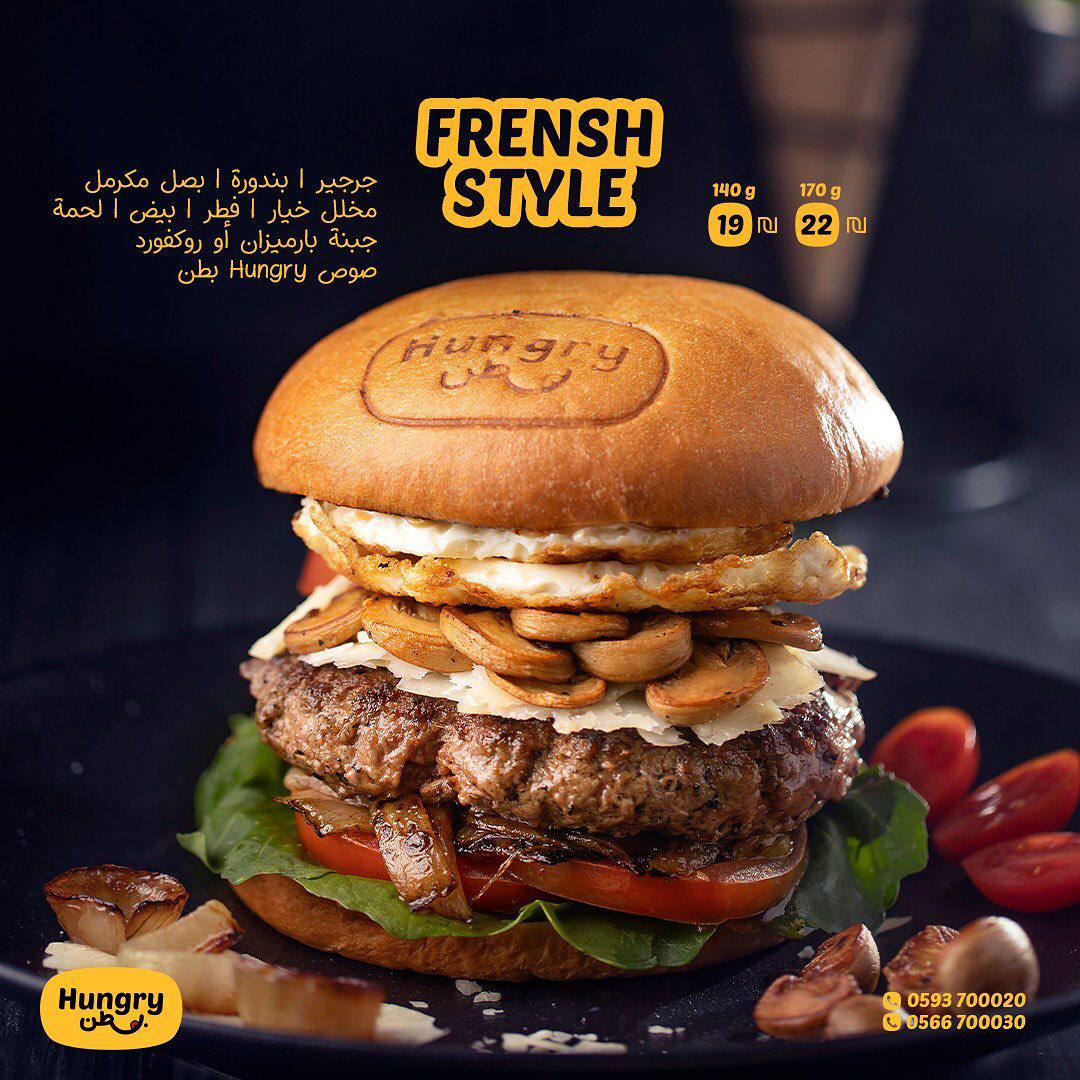 FRENSH
STYLE
جرجير | بندورة | بصل مكرمل
مخلل خيار | فطر | بيض | لحمة
جبنة بارميزان أو روكفورد
صوص Hungry بطن
140 g
19 ₪
170 g
22 ₪
Hungry
بطن
Hungry
بطن
0593 700020
0566 700030